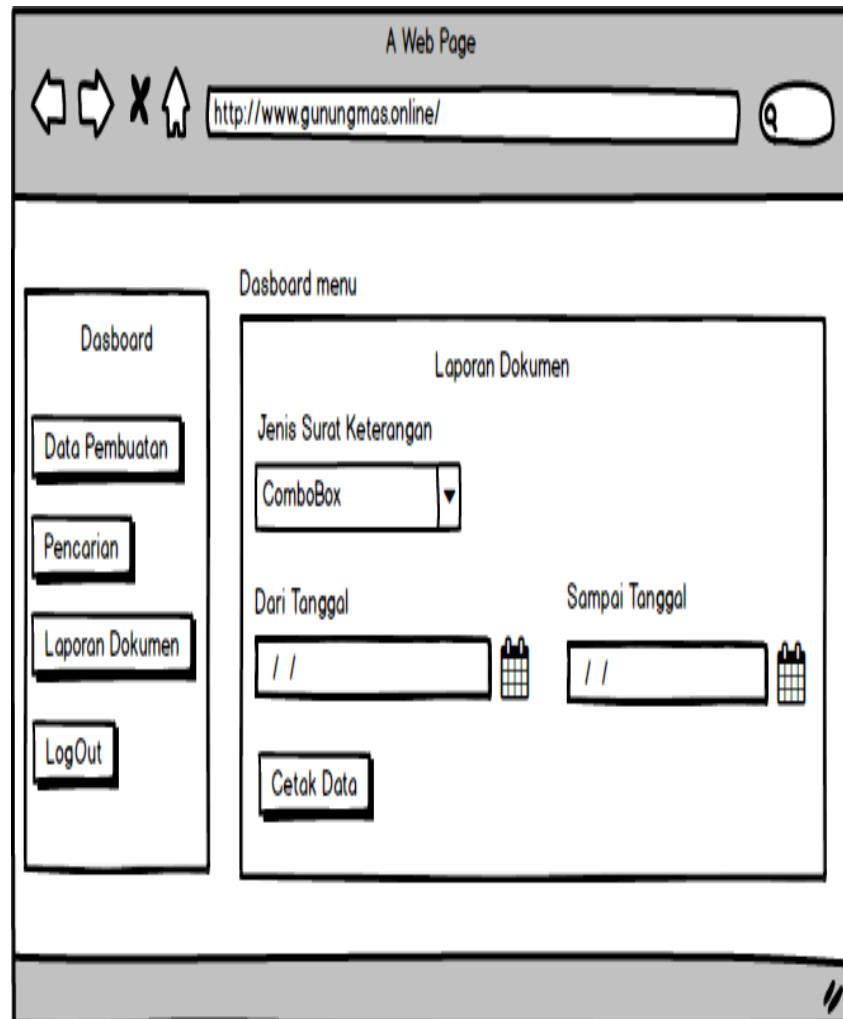 A Web Page
http://www.gunungmas.online/
Dasboard
Data Pembuatan
Pencarian
Laporan Dokumen
LogOut
Dasboard menu
Laporan Dokumen
Jenis Surat Keterangan
ComboBox
Dari Tanggal
Sampai Tanggal
/ /
/ /
Cetak Data